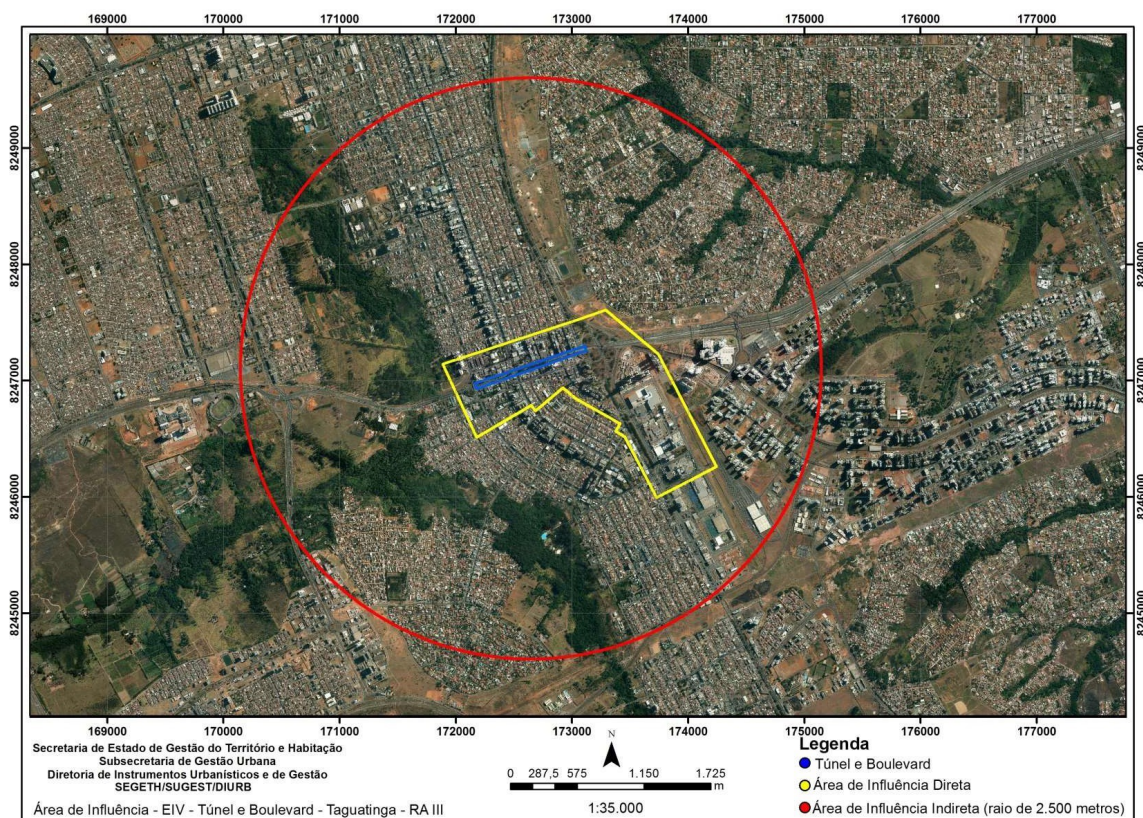 169000 170000 171000 172000 173000 174000 175000 176000 177000
8249000 8249000
8248000 8248000
8247000 8247000
8246000 8246000
8245000 8245000
169000 170000 171000 172000 173000 174000 175000 176000 177000
Secretaria de Estado de Gestão do Território e Habitação
Subsecretaria de Gestão Urbana
Diretoria de Instrumentos Urbanísticos e de Gestão
SEGETH/SUGEST/DIURB
Área de Influência - EIV - Túnel e Boulevard - Taguatinga - RA III
N
0 287,5 575 1.150 1.725
m
1:35.000
Legenda
Túnel e Boulevard
Área de Influência Direta
Área de Influência Indireta (raio de 2.500 metros)